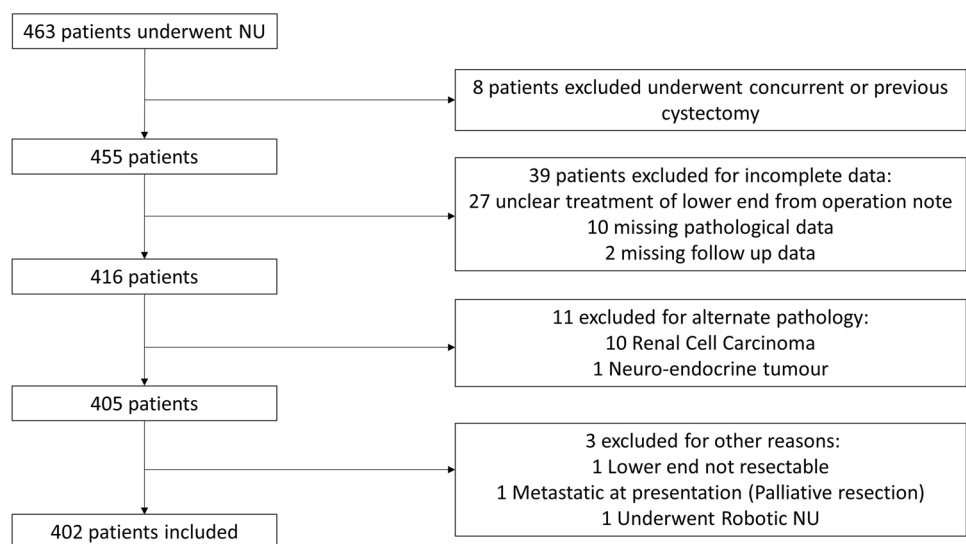 463 patients underwent NU
8 patients excluded underwent concurrent or previous
cystectomy
455 patients
39 patients excluded for incomplete data:
27 unclear treatment of lower end from operation note
10 missing pathological data
2 missing follow up data
416 patients
11 excluded for alternate pathology:
10 Renal Cell Carcinoma
1 Neuro-endocrine tumour
405 patients
3 excluded for other reasons:
1 Lower end not resectable
1 Metastatic at presentation (Palliative resection)
1 Underwent Robotic NU
402 patients included